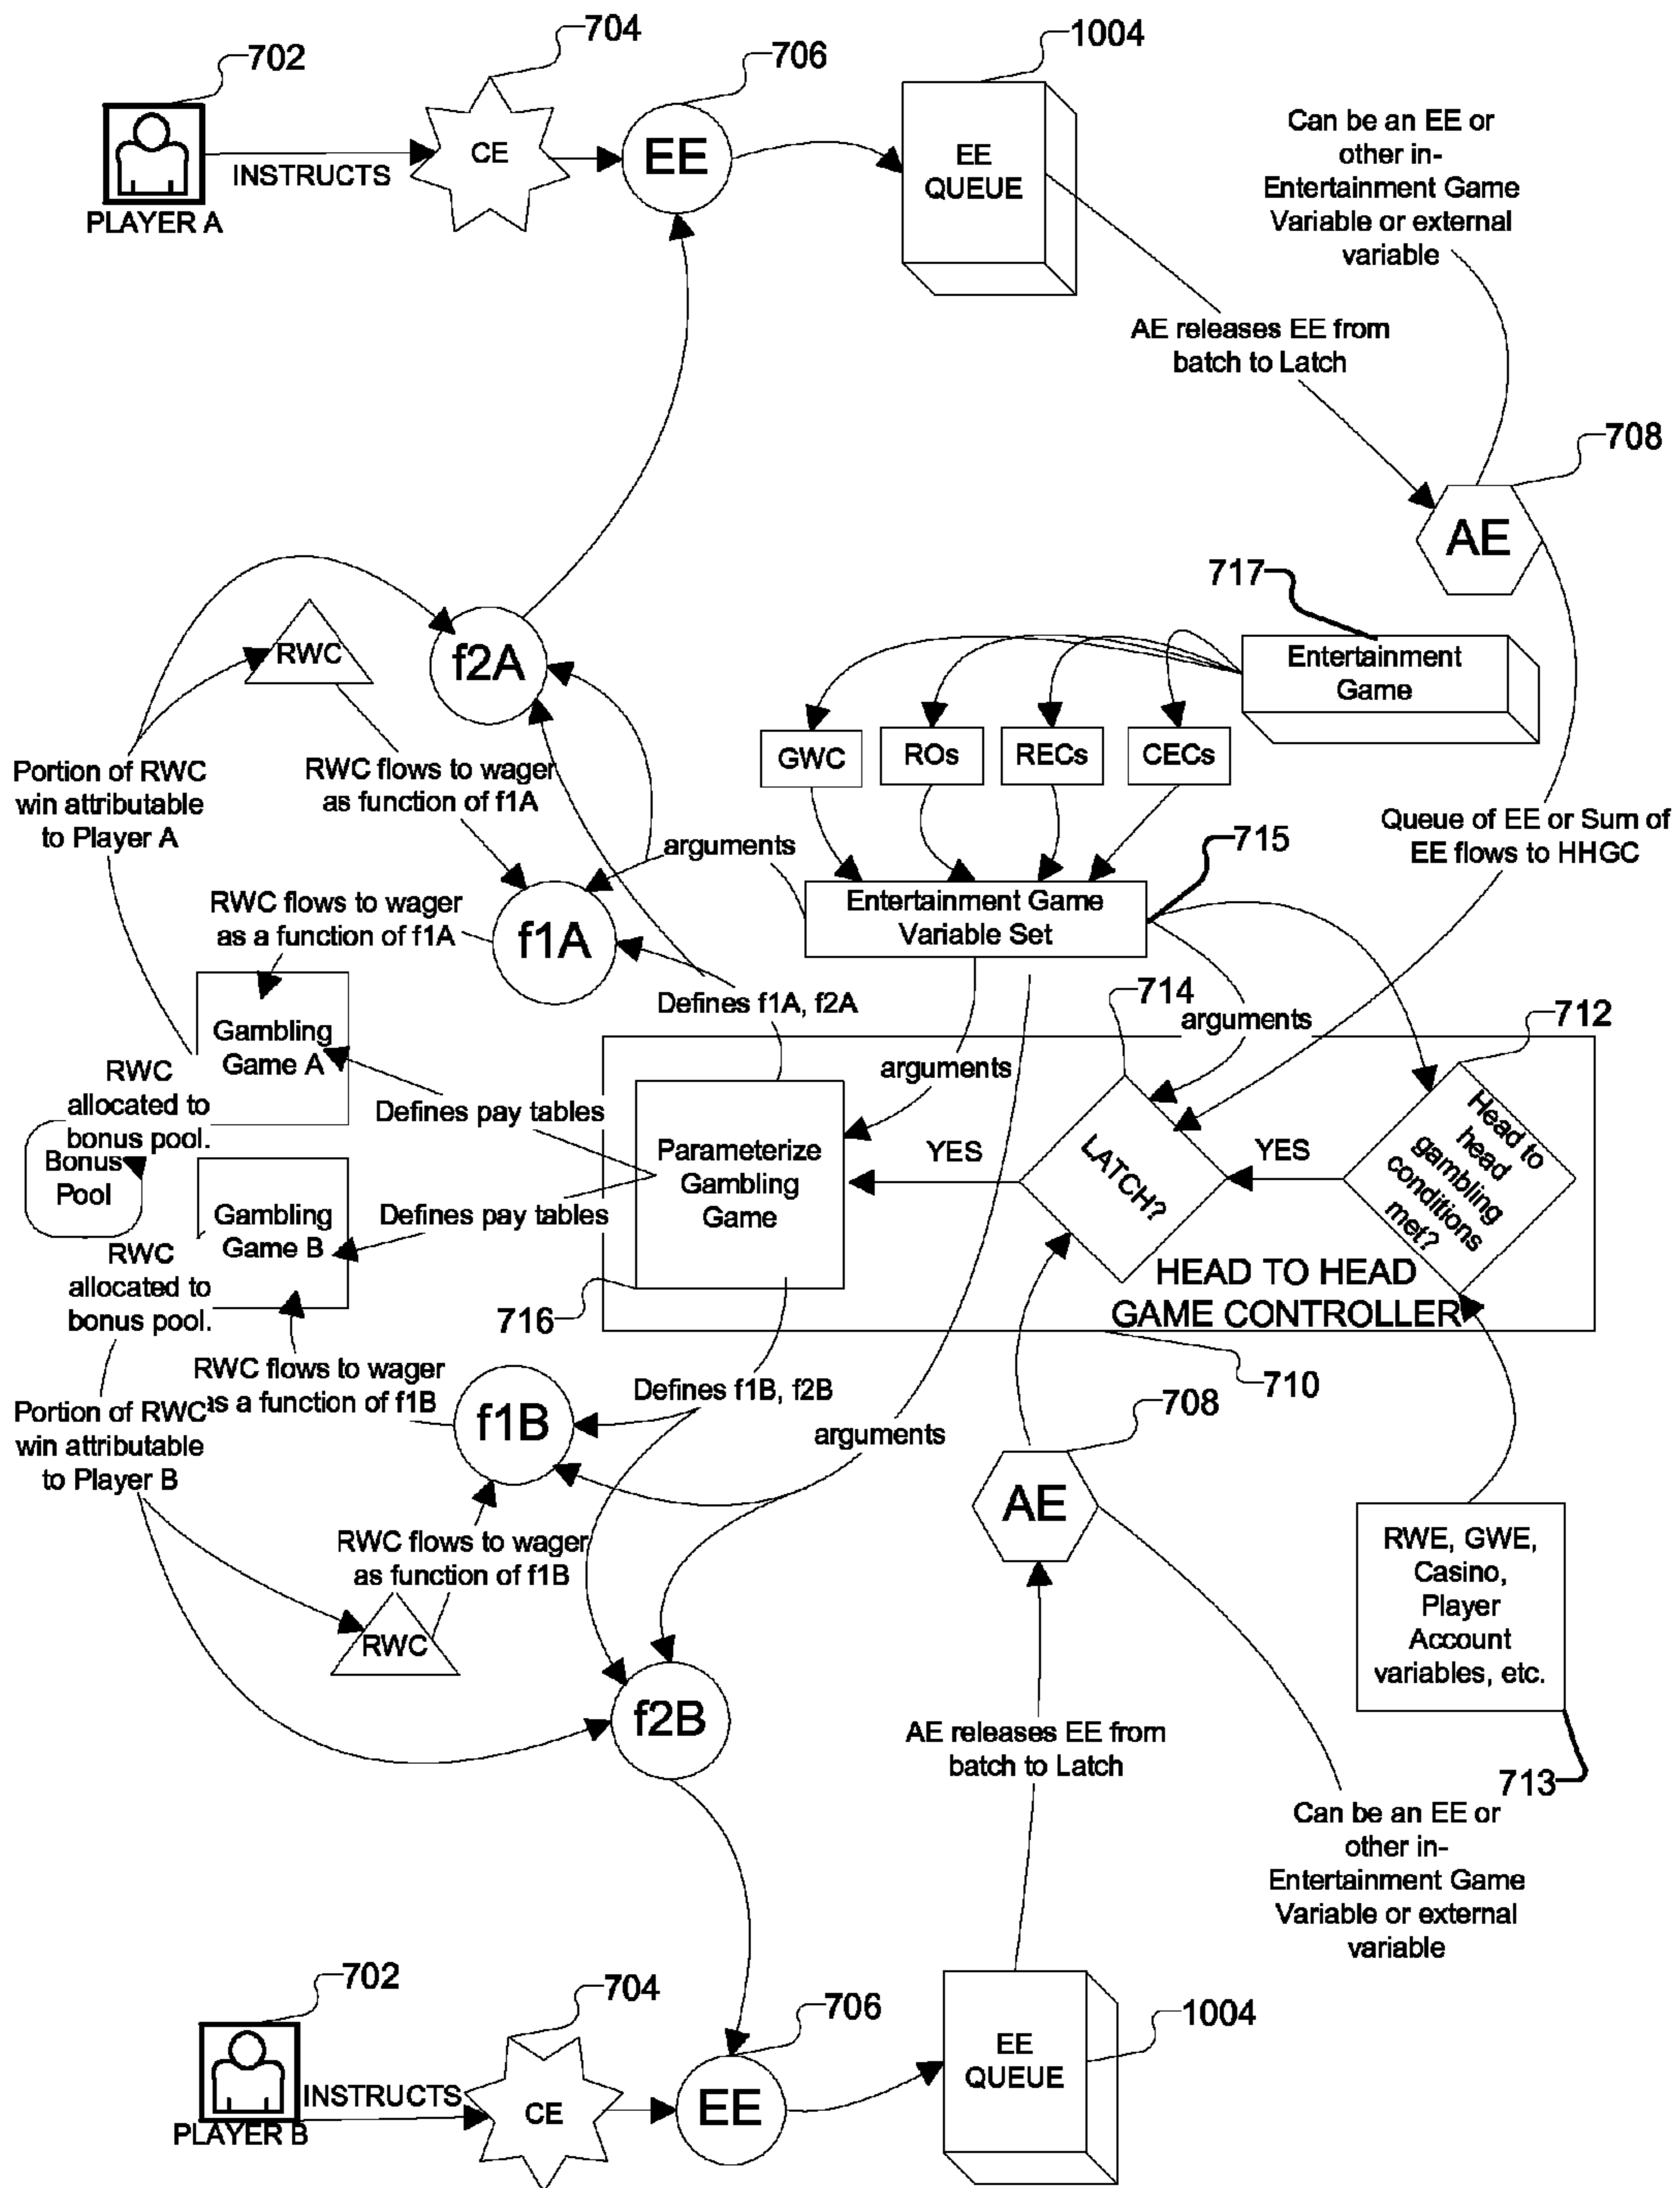 702
704
706
1004
PLAYER A
INSTRUCTS
CE
EE
EE
QUEUE
Can be an EE or
other in-
Entertainment Game
Variable or external
variable
AE releases EE from
batch to Latch
708
AE
717
Entertainment
Game
RWC
f2A
GWC
ROs
RECs
CECs
Portion of RWC
win attributable
to Player A
RWC flows to wager
as function of f1A
arguments
Queue of EE or Sum of
EE flows to HHGC
715
Entertainment Game
Variable Set
RWC flows to wager
as a function of f1A
f1A
Defines f1A, f2A
714
arguments
712
Gambling
Game A
RWC
allocated to
bonus pool.
Defines pay tables
arguments
Bonus
Pool
Parameterize
Gambling
Game
YES
LATCH?
YES
Head to
head
gambling
conditions
met?
Gambling
Game B
Defines pay tables
RWC
allocated to
bonus pool.
716
HEAD TO HEAD
GAME CONTROLLER
710
RWC flows to wager
as a function of f1B
Portion of RWC
win attributable
to Player B
f1B
Defines f1B, f2B
arguments
708
AE
RWC flows to wager
as function of f1B
RWC
RWE, GWE,
Casino,
Player
Account
variables, etc.
f2B
AE releases EE from
batch to Latch
713
Can be an EE or
other in-
Entertainment Game
Variable or external
variable
702
704
706
1004
PLAYER B
INSTRUCTS
CE
EE
EE
QUEUE